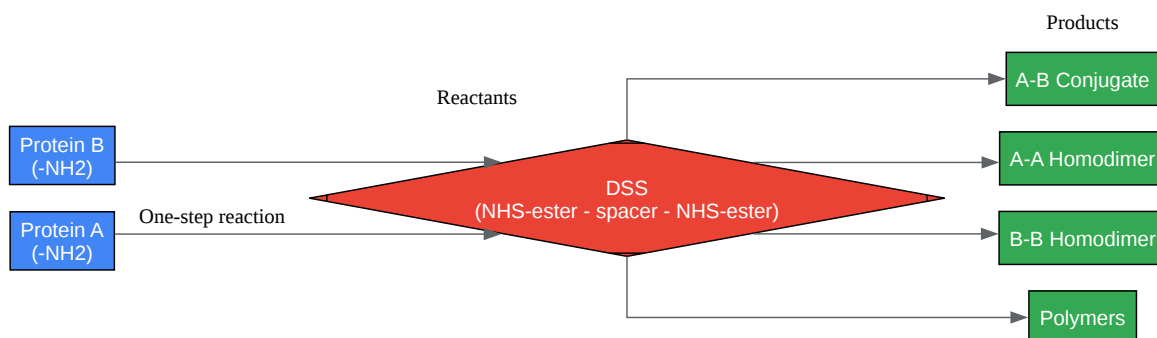 Products
A-B Conjugate
Reactants
Protein B
(-NH2)
A-A Homodimer
DSS
(NHS-ester - spacer - NHS-ester)
One-step reaction
Protein A
(-NH2)
B-B Homodimer
Polymers